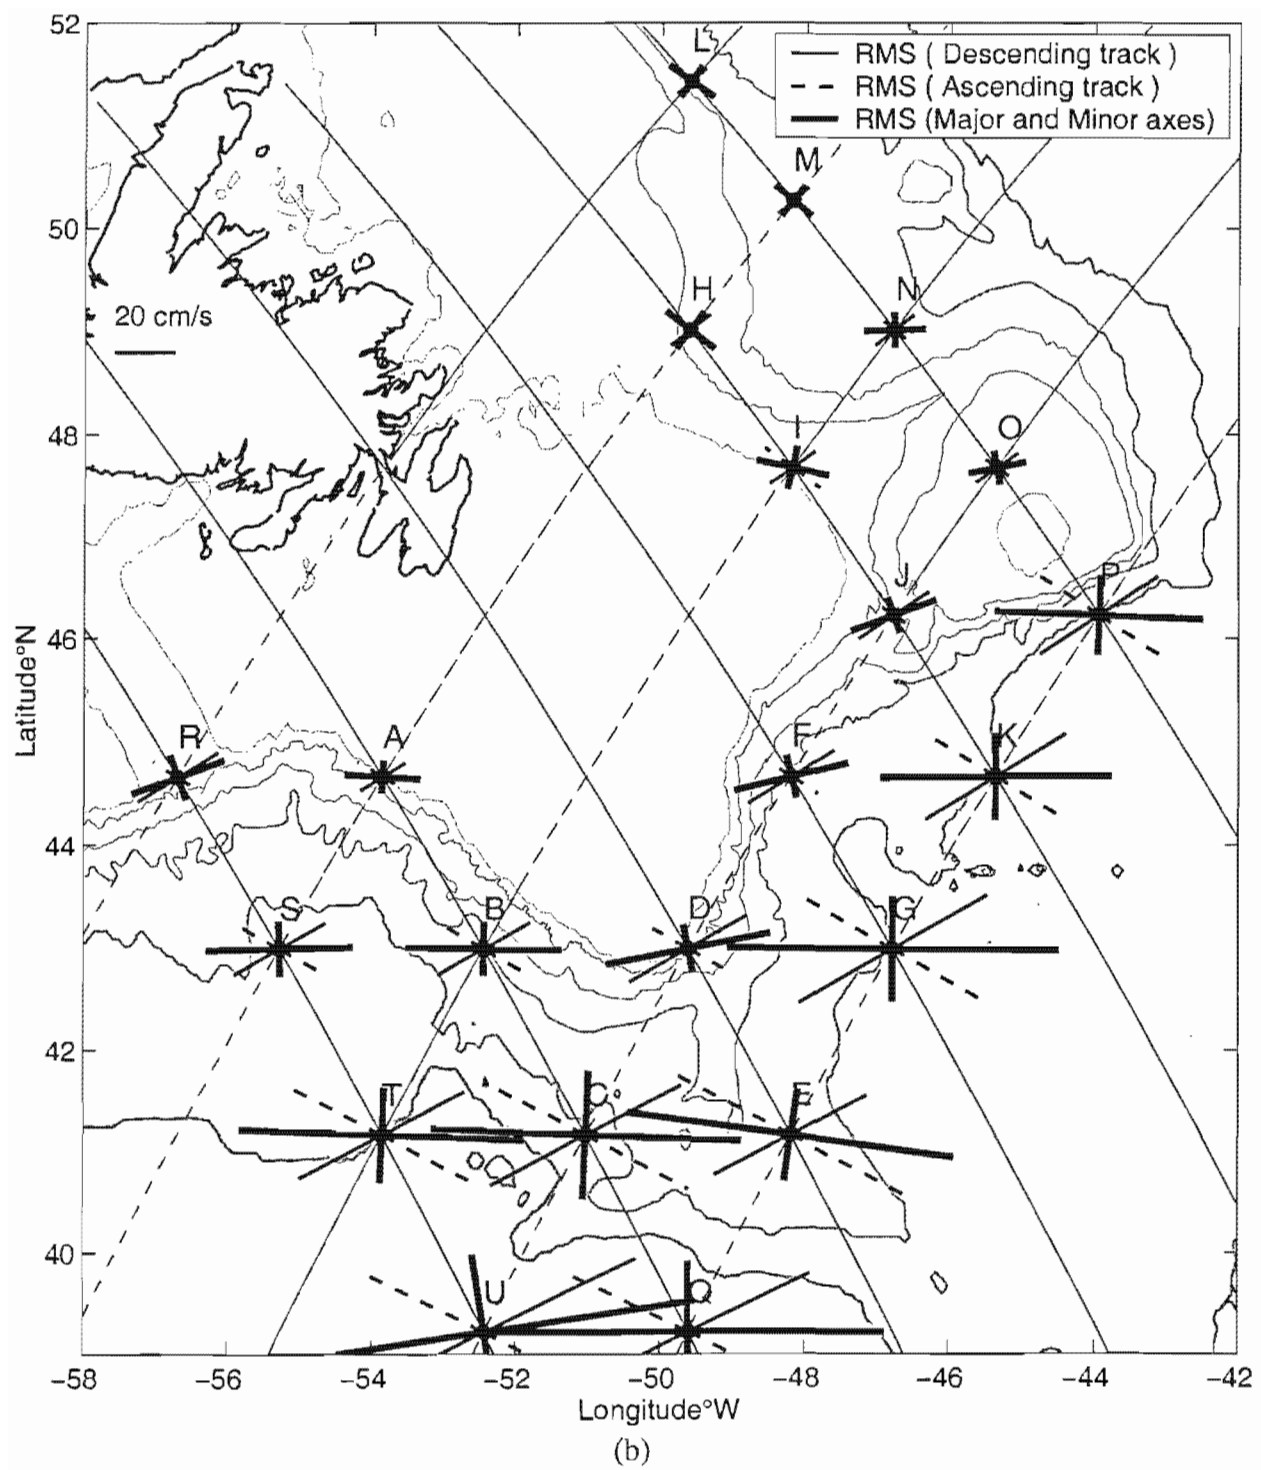 52
L
RMS ( Descending track )
RMS ( Ascending track )
RMS (Major and Minor axes)
M
50
H
N
20 cm/s
48
I
O
J
P
46
Latitude°N
R
A
F
K
44
S
B
D
G
42
T
C
E
40
U
Q
−58
−56
−54
−52
−50
−48
−46
−44
−42
Longitude°W
(b)